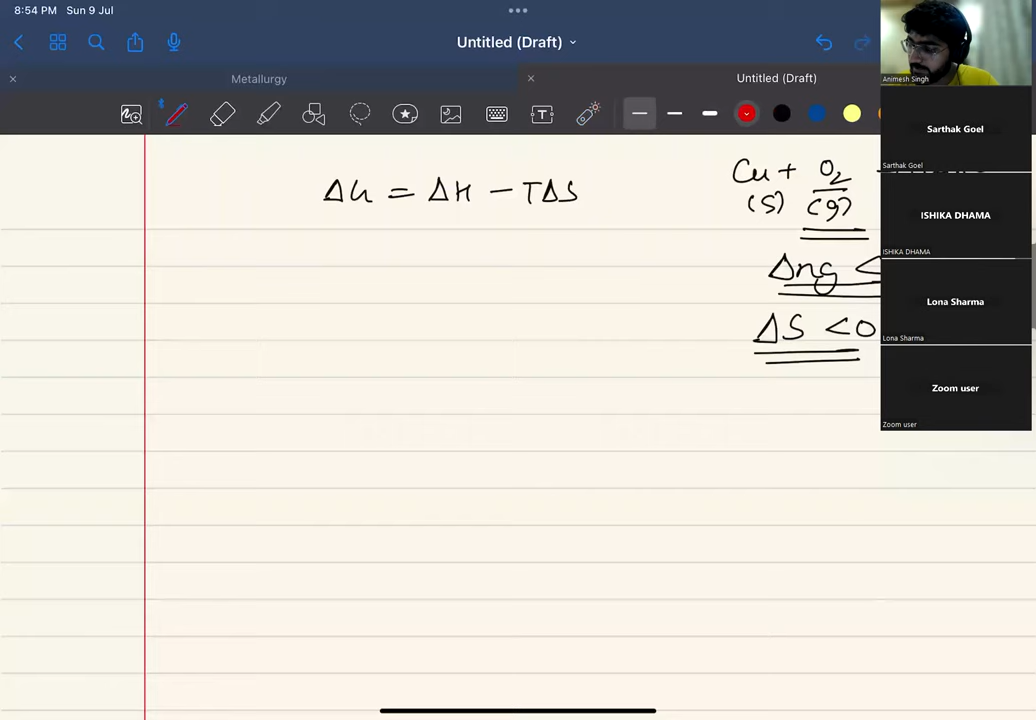 8:54 PM Sun 9 Jul
Untitled (Draft)
Metallurgy
Untitled (Draft)
ΔG = ΔH − TΔS
Cu + O₂
(s) (g)
Δng <
ΔS <0
Animesh Singh
Sarthak Goel
Sarthak Goel
ISHIKA DHAMA
ISHIKA DHAMA
Lona Sharma
Lona Sharma
Zoom user
Zoom user